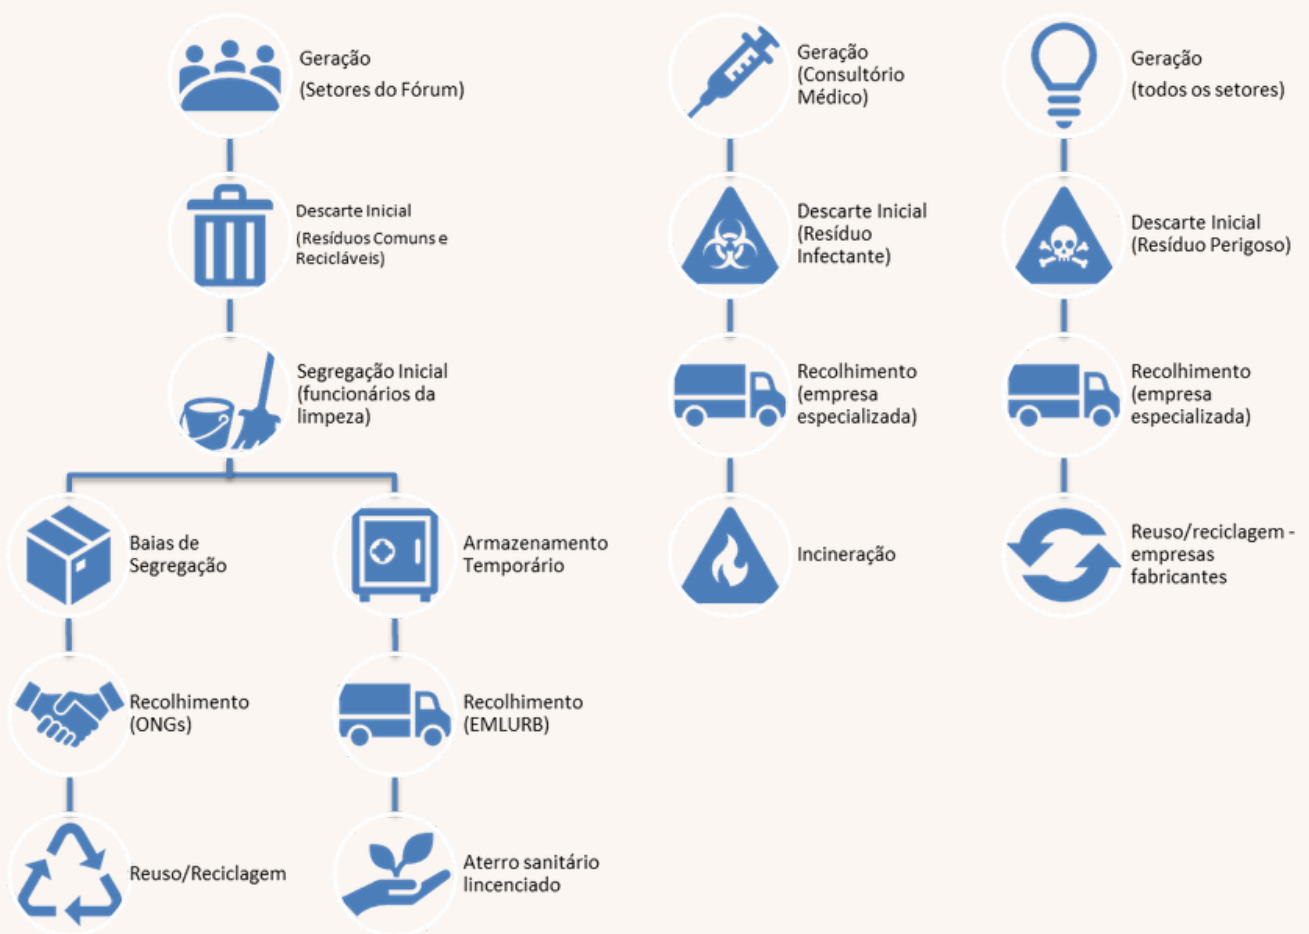 Geração
(Setores do Fórum)
Descarte Inicial
(Resíduos Comuns e
Recicláveis)
Segregação Inicial
(funcionários da
limpeza)
Baias de
Segregação
Recolhimento
(ONGs)
Reuso/Reciclagem
Armazenamento
Temporário
Recolhimento
(EMLURB)
Aterro sanitário
lincenciado
Geração
(Consultório
Médico)
Descarte Inicial
(Resíduo
Infectante)
Recolhimento
(empresa
especializada)
Incineração
Geração
(todos os setores)
Descarte Inicial
(Resíduo Perigoso)
Recolhimento
(empresa
especializada)
Reuso/reciclagem -
empresas
fabricantes